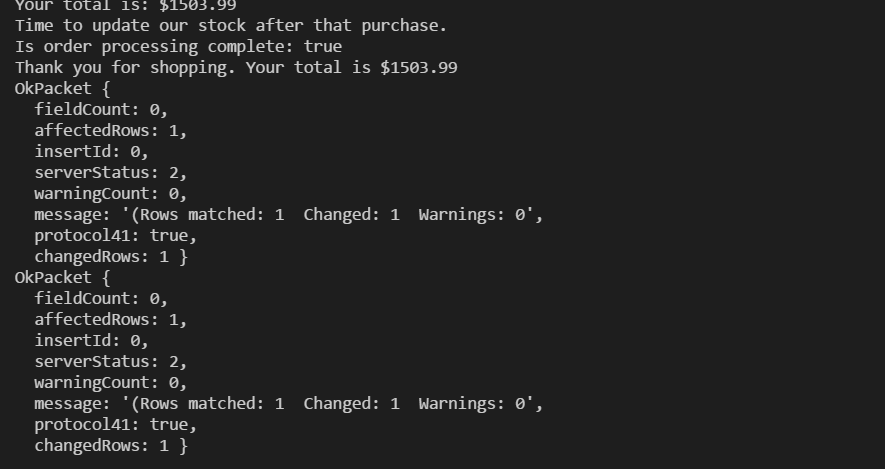 Your total is: $1503.99
Time to update our stock after that purchase.
Is order processing complete: true
Thank you for shopping. Your total is $1503.99
OkPacket {
  fieldCount: 0,
  affectedRows: 1,
  insertId: 0,
  serverStatus: 2,
  warningCount: 0,
  message: '(Rows matched: 1  Changed: 1  Warnings: 0',
  protocol41: true,
  changedRows: 1 }
OkPacket {
  fieldCount: 0,
  affectedRows: 1,
  insertId: 0,
  serverStatus: 2,
  warningCount: 0,
  message: '(Rows matched: 1  Changed: 1  Warnings: 0',
  protocol41: true,
  changedRows: 1 }